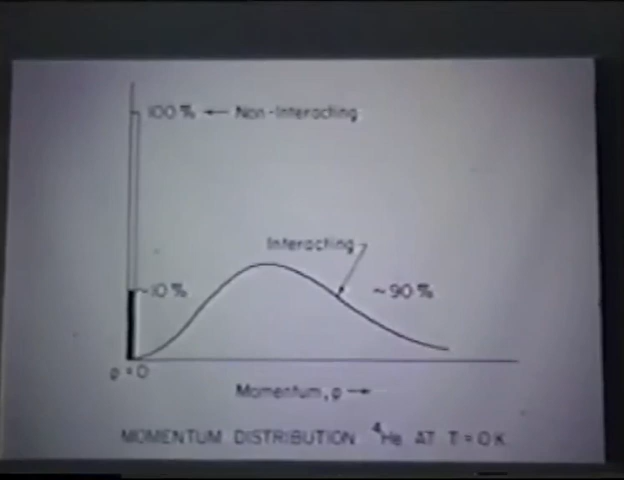 100% ← Non-Interacting
Interacting
~10%
~90%
p = 0
Momentum, p →
MOMENTUM DISTRIBUTION ⁴He AT T = 0 K